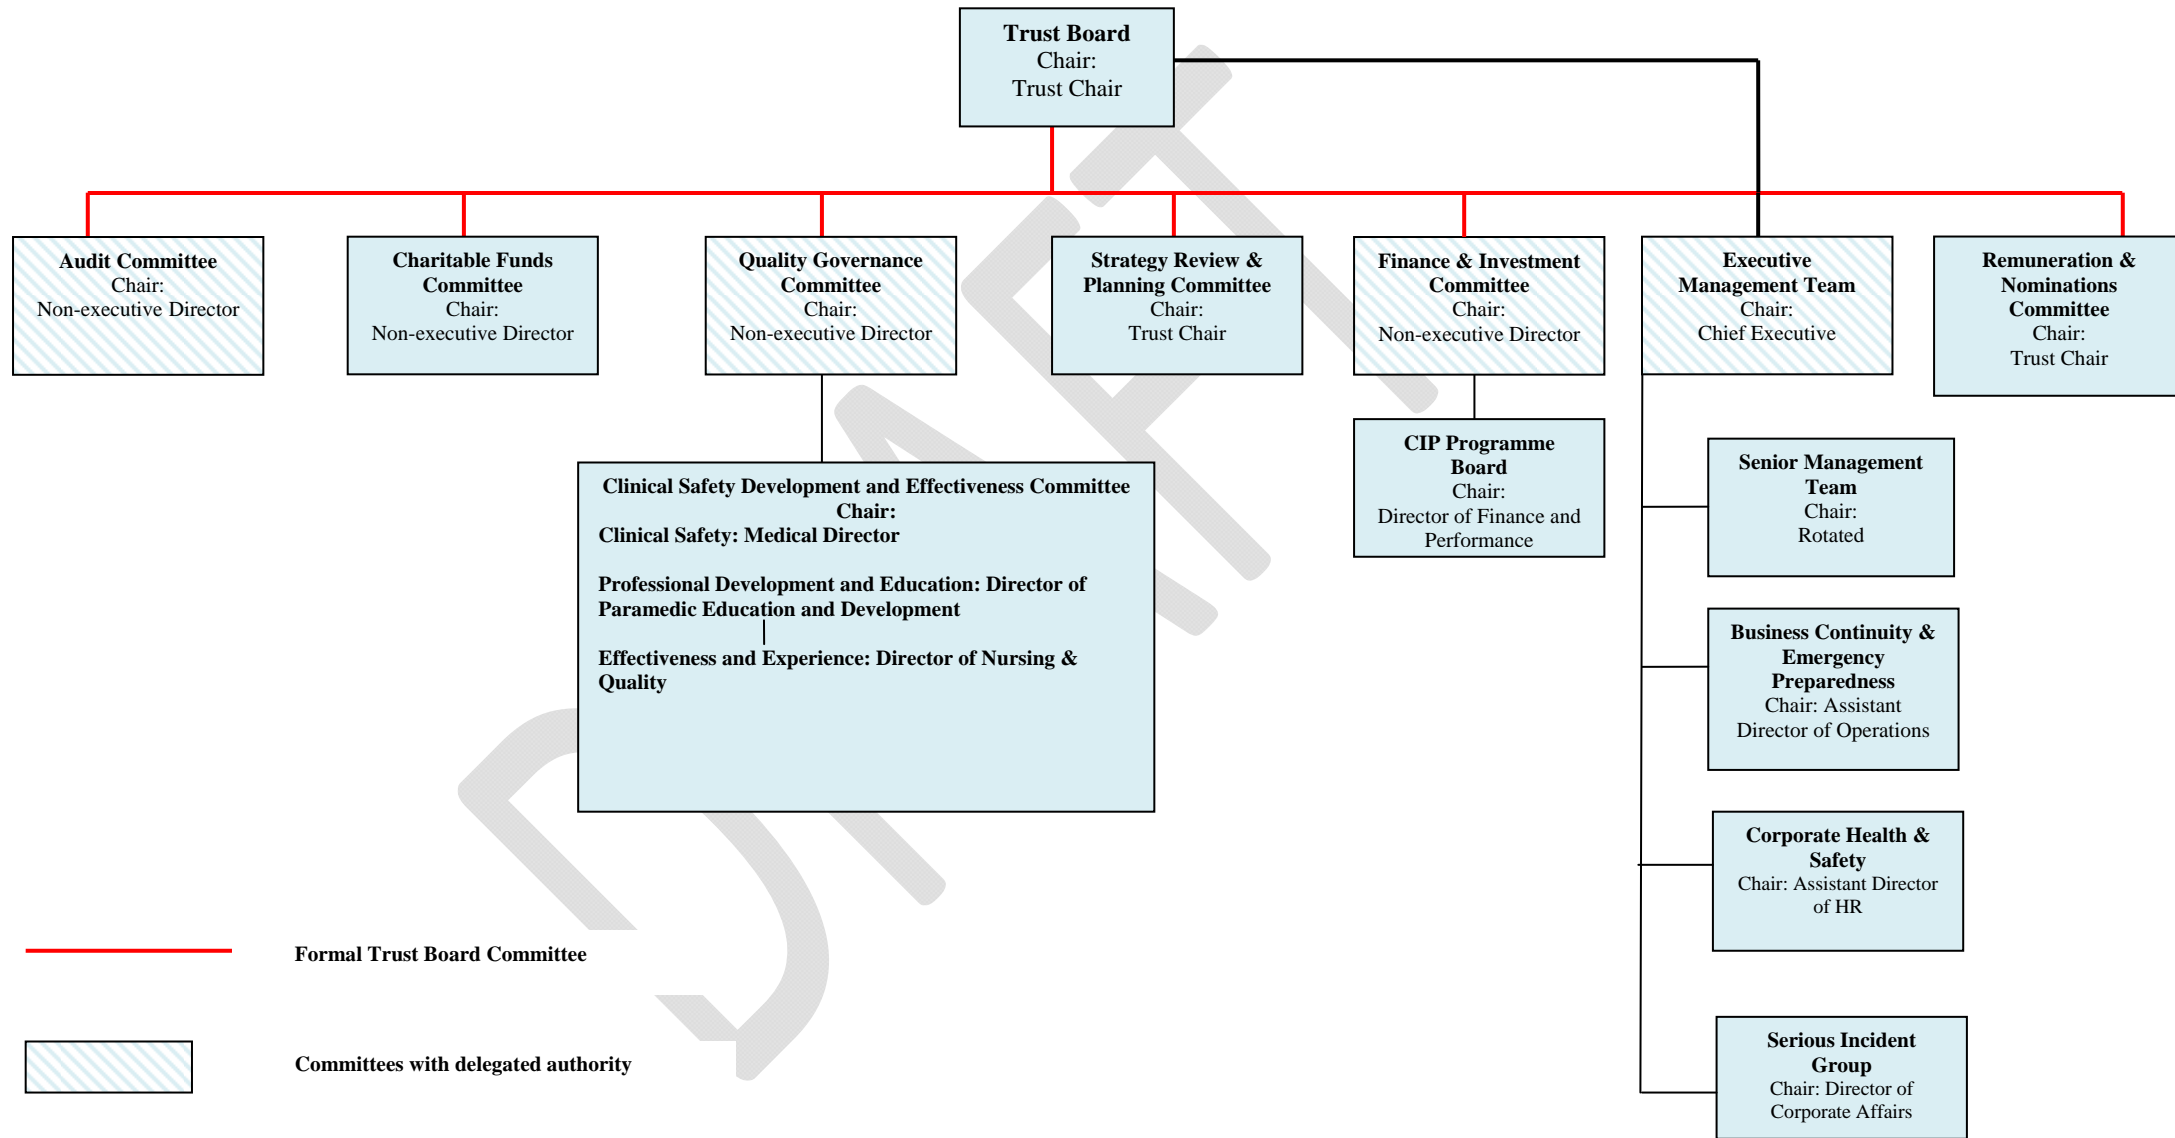 Trust Board
Chair:
Trust Chair
Audit Committee
Chair:
Non-executive Director
Charitable Funds
Committee
Chair:
Non-executive Director
Quality Governance
Committee
Chair:
Non-executive Director
Strategy Review &
Planning Committee
Chair:
Trust Chair
Finance & Investment
Committee
Chair:
Non-executive Director
Executive
Management Team
Chair:
Chief Executive
Remuneration &
Nominations
Committee
Chair:
Trust Chair
Clinical Safety Development and Effectiveness Committee
Chair:
Clinical Safety: Medical Director
Professional Development and Education: Director of
Paramedic Education and Development
Effectiveness and Experience: Director of Nursing &
Quality
CIP Programme
Board
Chair:
Director of Finance and
Performance
Senior Management
Team
Chair:
Rotated
Business Continuity &
Emergency
Preparedness
Chair: Assistant
Director of Operations
Corporate Health &
Safety
Chair: Assistant Director
of HR
Serious Incident
Group
Chair: Director of
Corporate Affairs
Formal Trust Board Committee
Committees with delegated authority
DRAFT